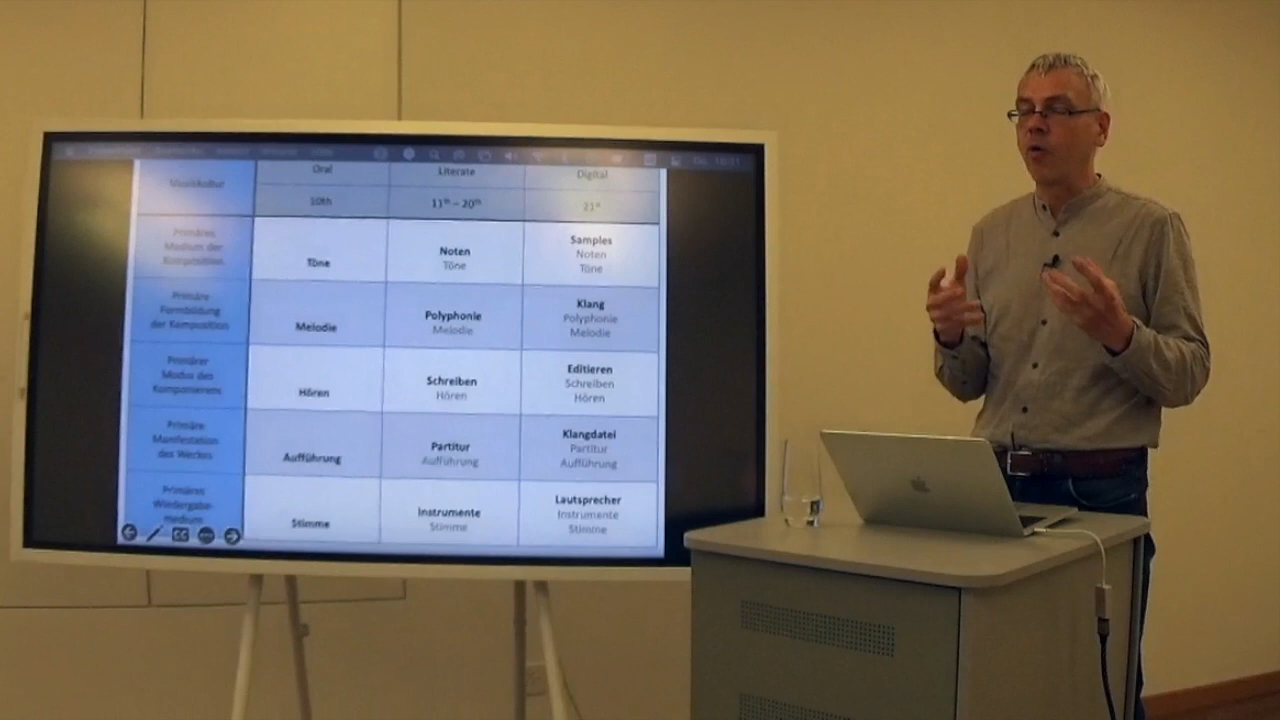 Musikkultur
Oral
Literate
Digital
10th
11th – 20th
21st
Primäres
Medium der
Komposition
Töne
Noten
Töne
Samples
Noten
Töne
Primäre
Formbildung
der Komposition
Melodie
Polyphonie
Melodie
Klang
Polyphonie
Melodie
Primärer
Modus des
Komponierens
Hören
Schreiben
Hören
Editieren
Schreiben
Hören
Primäre
Manifestation
des Werkes
Aufführung
Partitur
Aufführung
Klangdatei
Partitur
Aufführung
Primäres
Wiedergabe-
medium
Stimme
Instrumente
Stimme
Lautsprecher
Instrumente
Stimme